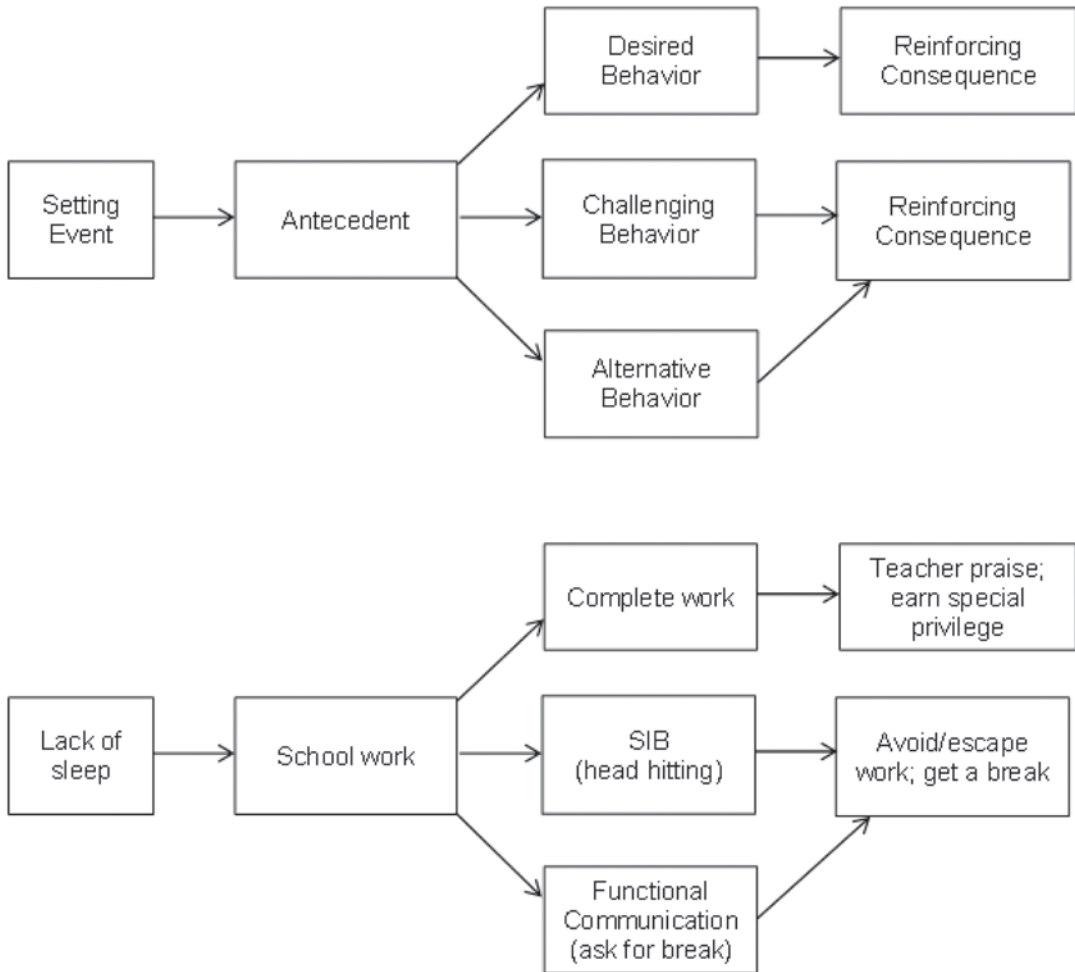 Desired
Behavior
Reinforcing
Consequence
Setting
Event
Antecedent
Challenging
Behavior
Reinforcing
Consequence
Alternative
Behavior
Complete work
Teacher praise;
earn special
privilege
Lack of
sleep
School work
SIB
(head hitting)
Avoid/escape
work; get a break
Functional
Communication
(ask for break)